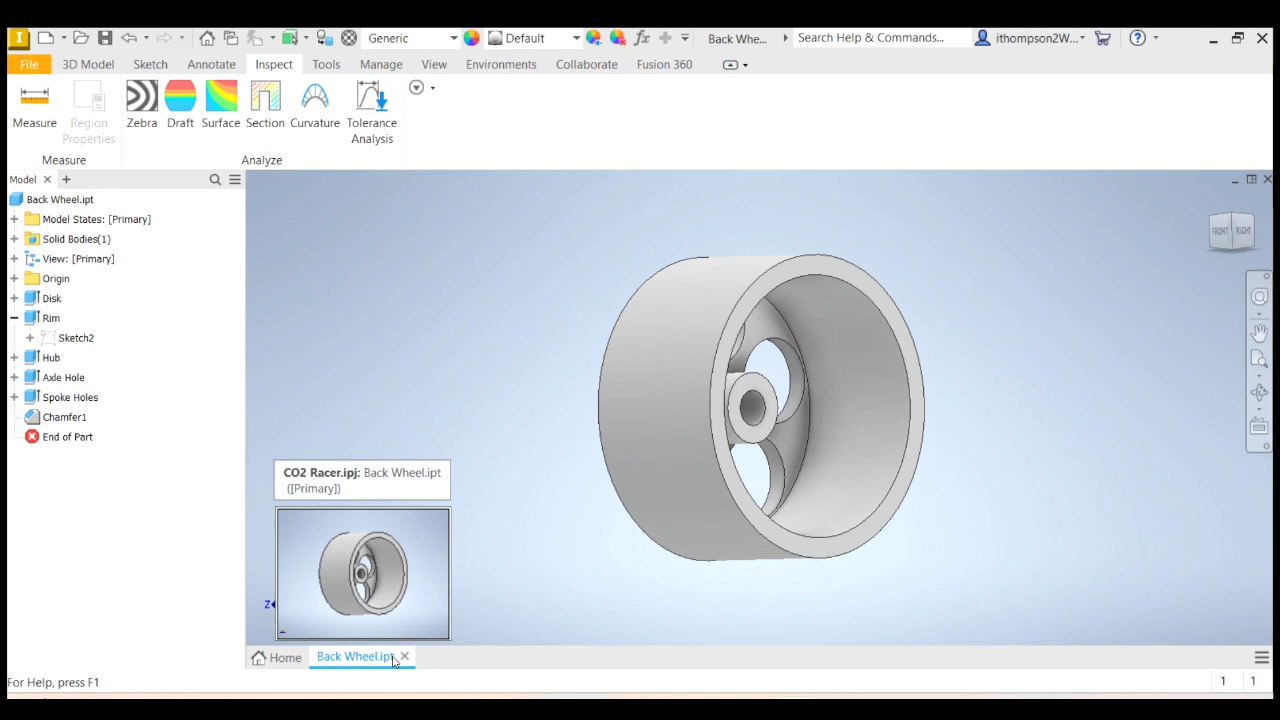 I Generic Default fx Back Whe... Search Help & Commands... ithompson2W... ?
File 3D Model Sketch Annotate Inspect Tools Manage View Environments Collaborate Fusion 360
Measure Region Properties Zebra Draft Surface Section Curvature Tolerance Analysis
Measure Analyze
Model
FRONT RIGHT
Back Wheel.ipt
Model States: [Primary]
Solid Bodies(1)
View: [Primary]
Origin
Disk
Rim
Sketch2
Hub
Axle Hole
Spoke Holes
Chamfer1
End of Part
CO2 Racer.ipj: Back Wheel.ipt
([Primary])
Z
Home Back Wheel.ipt
For Help, press F1 1 1